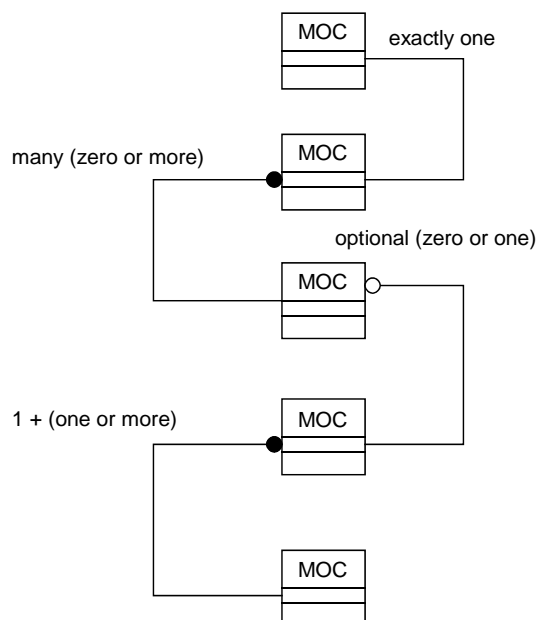 MOC
exactly one
MOC
many (zero or more)
optional (zero or one)
MOC
MOC
1 + (one or more)
MOC